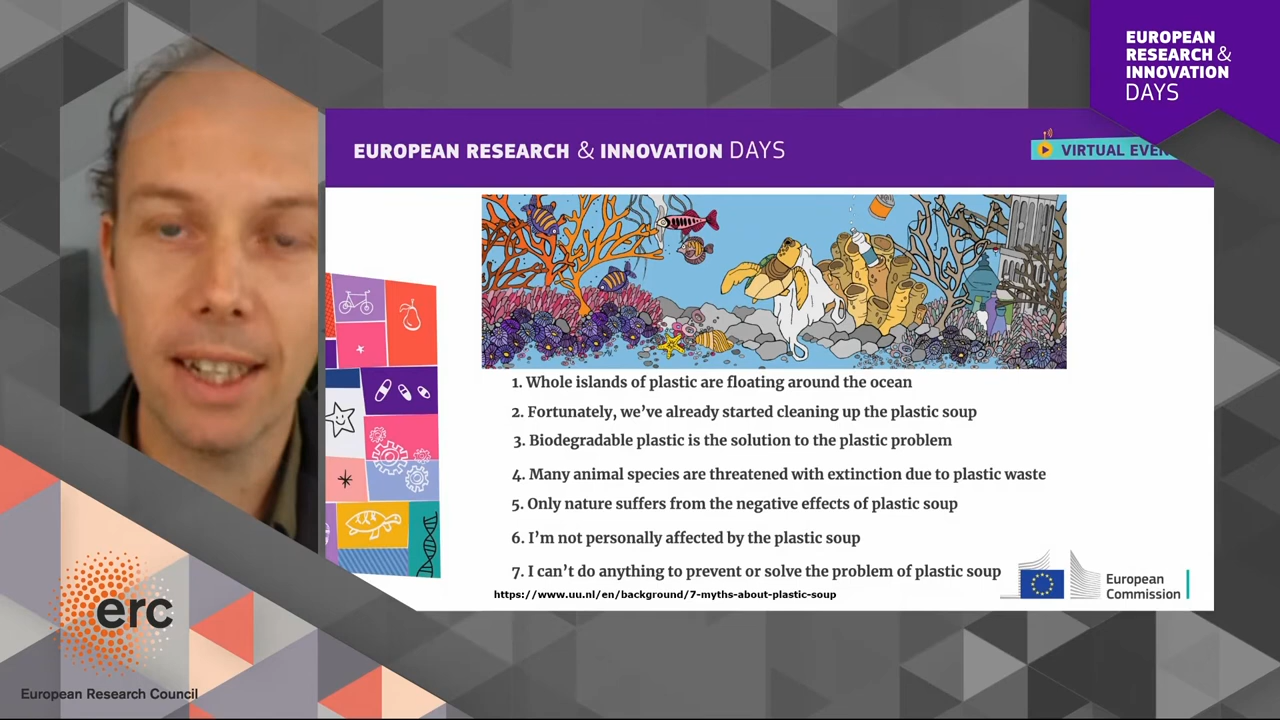 EUROPEAN
RESEARCH &
INNOVATION
DAYS
EUROPEAN RESEARCH & INNOVATION DAYS
VIRTUAL EVEN
1. Whole islands of plastic are floating around the ocean
2. Fortunately, we’ve already started cleaning up the plastic soup
3. Biodegradable plastic is the solution to the plastic problem
4. Many animal species are threatened with extinction due to plastic waste
5. Only nature suffers from the negative effects of plastic soup
6. I’m not personally affected by the plastic soup
7. I can’t do anything to prevent or solve the problem of plastic soup
https://www.uu.nl/en/background/7-myths-about-plastic-soup
European
Commission
erc
European Research Council